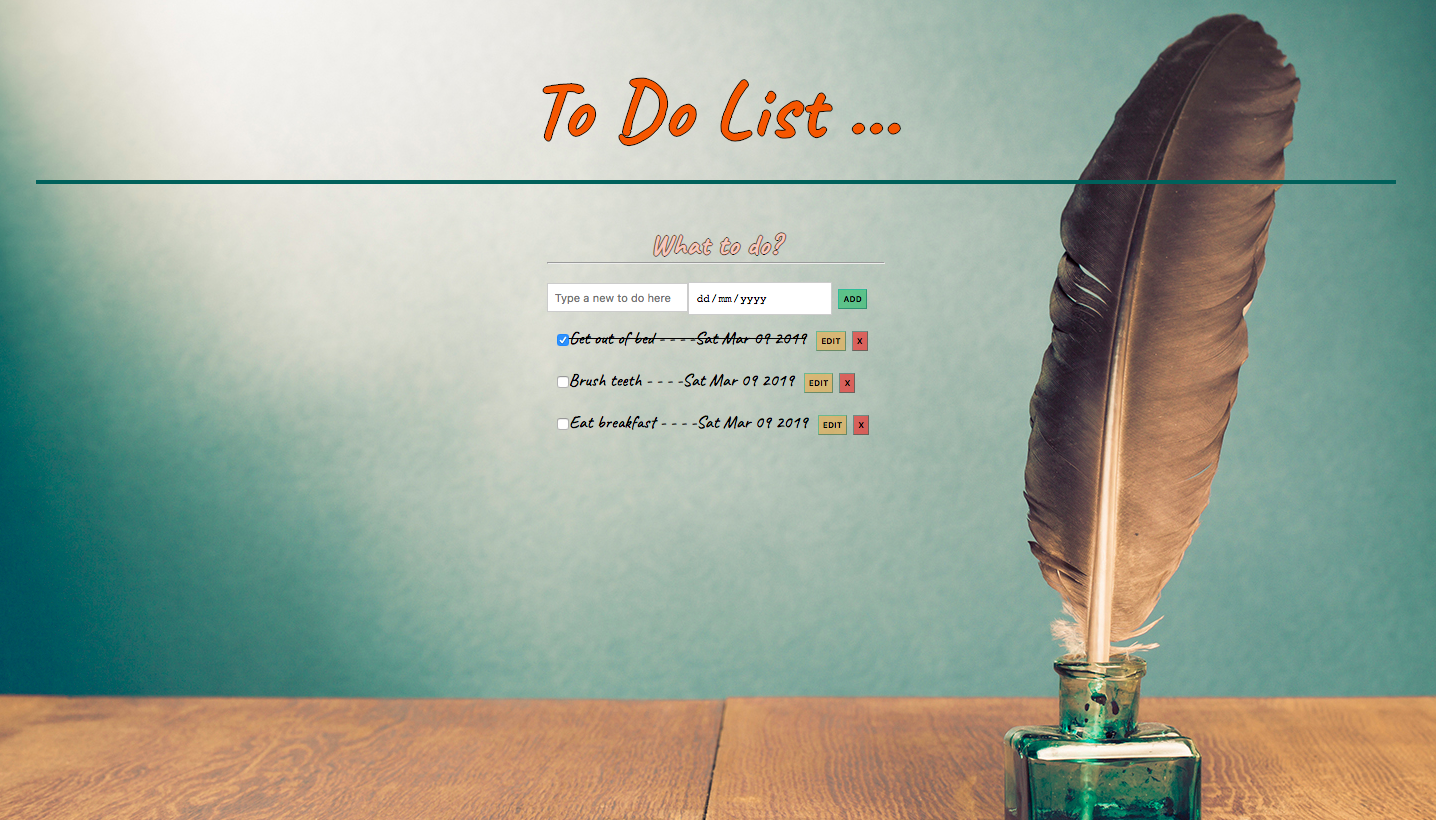 To Do List ...
What to do?
Type a new to do here dd/mm/yyyy ADD
Get out of bed - - - -Sat Mar 09 2019 EDIT X
Brush teeth - - - -Sat Mar 09 2019 EDIT X
Eat breakfast - - - -Sat Mar 09 2019 EDIT X